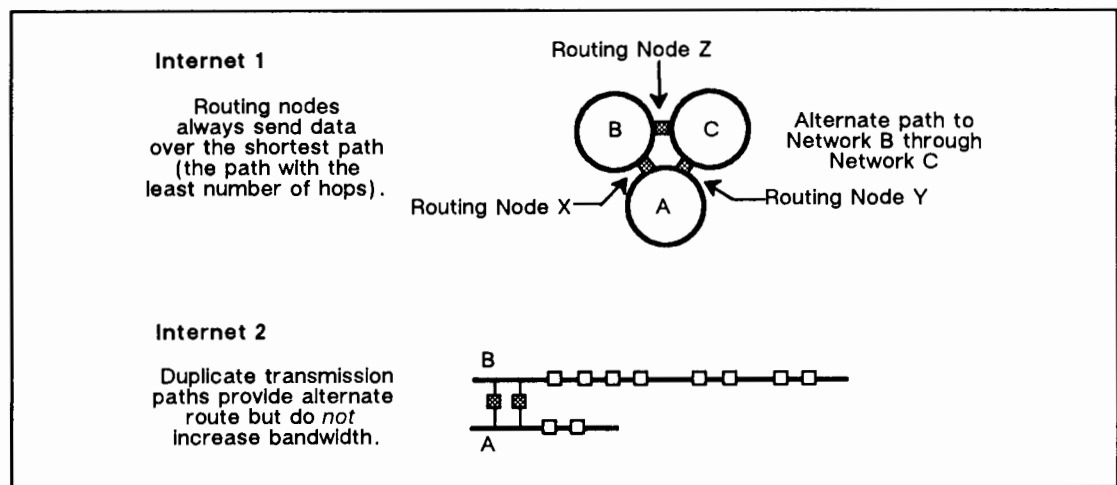 Internet 1
Routing nodes
always send data
over the shortest path
(the path with the
least number of hops).
Routing Node Z
B
C
A
Routing Node X
Routing Node Y
Alternate path to
Network B through
Network C
Internet 2
Duplicate transmission
paths provide alternate
route but do not
increase bandwidth.
B
A